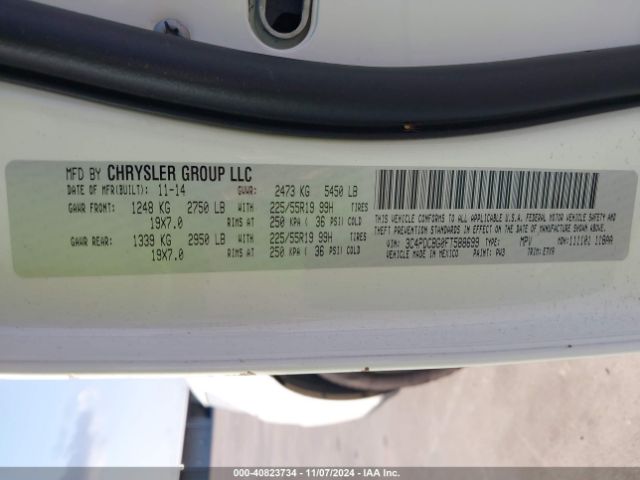 MFD BY CHRYSLER GROUP LLC
DATE OF MFR(BUILT): 11-14 GVWR: 2473 KG 5450 LB
GAWR FRONT: 1248 KG 2750 LB WITH 225/55R19 99H TIRES
19X7.0 RIMS AT 250 KPA ( 36 PSI) COLD
GAWR REAR: 1339 KG 2950 LB WITH 225/55R19 99H TIRES
19X7.0 RIMS AT 250 KPA ( 36 PSI) COLD
THIS VEHICLE CONFORMS TO ALL APPLICABLE U.S.A. FEDERAL MOTOR VEHICLE SAFETY AND
THEFT PREVENTION STANDARDS IN EFFECT ON THE DATE OF MANUFACTURE SHOWN ABOVE.
VIN: 3C4PDCBG0FT588699 TYPE: MPV MDH: 111101 118AA
VEHICLE MADE IN MEXICO PAINT: PW3 TRIM:
000-40823734 - 11/07/2024 - IAA Inc.